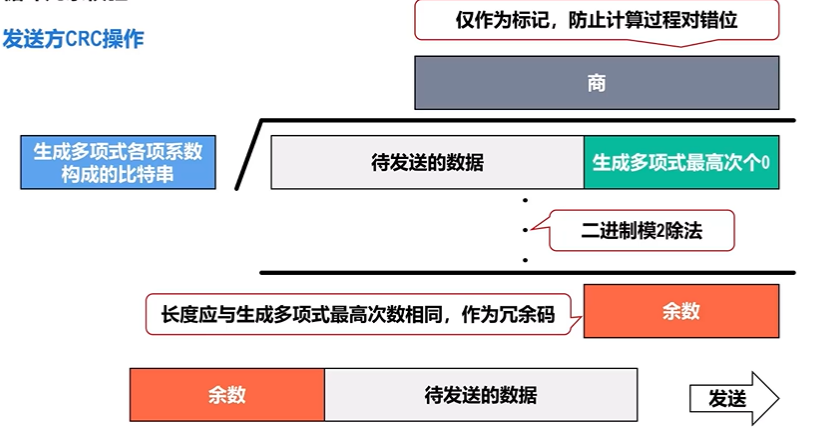 发送方CRC操作
仅作为标记，防止计算过程对错位
商
生成多项式各项系数
构成的比特串
待发送的数据
生成多项式最高次个0
二进制模2除法
长度应与生成多项式最高次数相同，作为冗余码
余数
余数
待发送的数据
发送